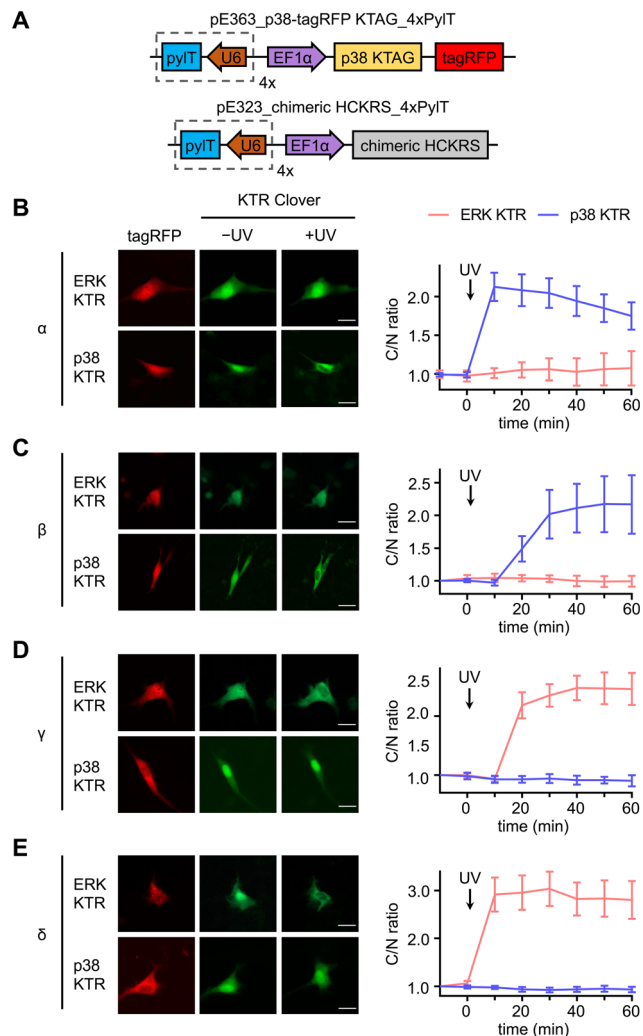 A
pE363_p38-tagRFP KTAG_4xPylT
pylT U6 EF1α p38 KTAG tagRFP
4x
pE323_chimeric HCKRS_4xPylT
pylT U6 EF1α chimeric HCKRS
4x
B
KTR Clover
tagRFP −UV +UV
ERK KTR p38 KTR
α
ERK
KTR
p38
KTR
UV
C/N ratio
2.0
1.0
0 20 40 60
time (min)
C
β
ERK
KTR
p38
KTR
UV
C/N ratio
2.5
2.0
1.5
1.0
0 20 40 60
time (min)
D
γ
ERK
KTR
p38
KTR
UV
C/N ratio
2.5
2.0
1.0
0 20 40 60
time (min)
E
δ
ERK
KTR
p38
KTR
UV
C/N ratio
3.0
2.0
1.0
0 20 40 60
time (min)